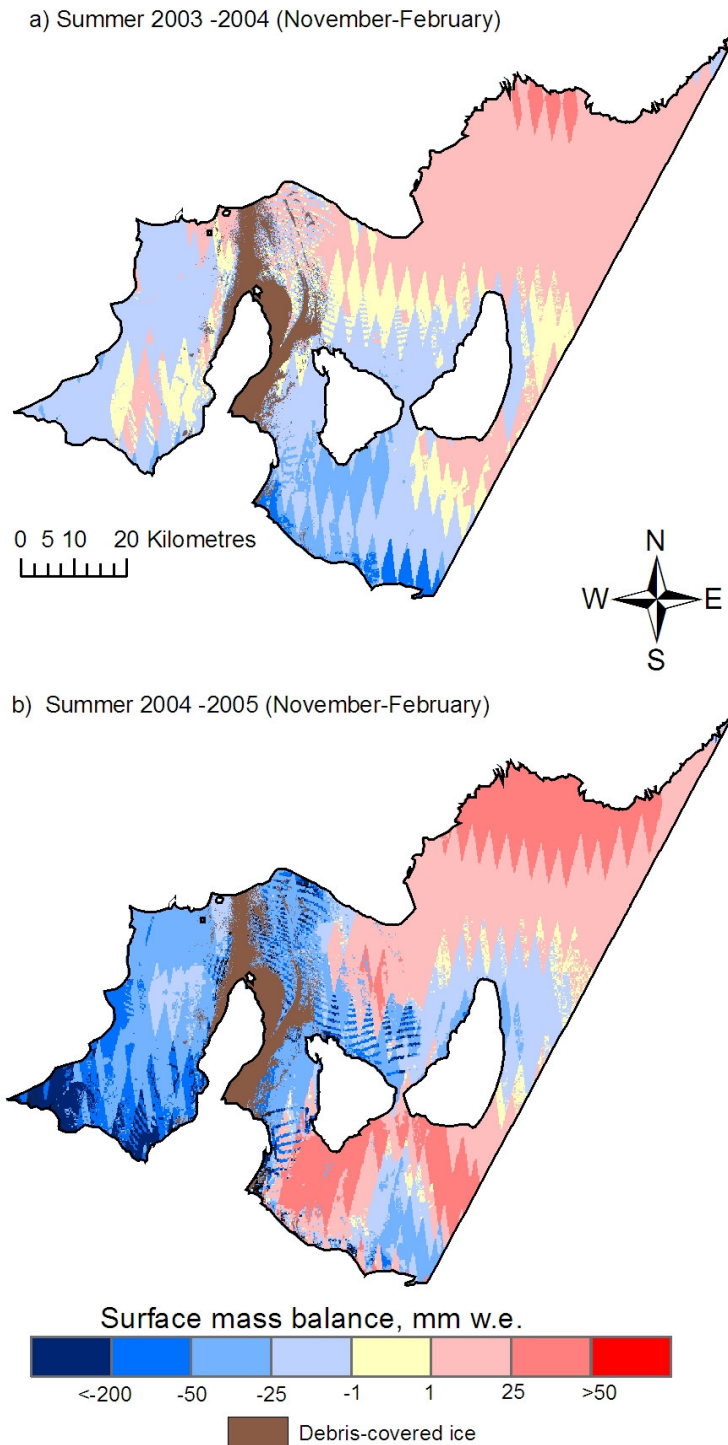 a) Summer 2003 -2004 (November-February)
0 5 10 20 Kilometres
N
W E
S
b) Summer 2004 -2005 (November-February)
Surface mass balance, mm w.e.
<-200 -50 -25 -1 1 25 >50
Debris-covered ice